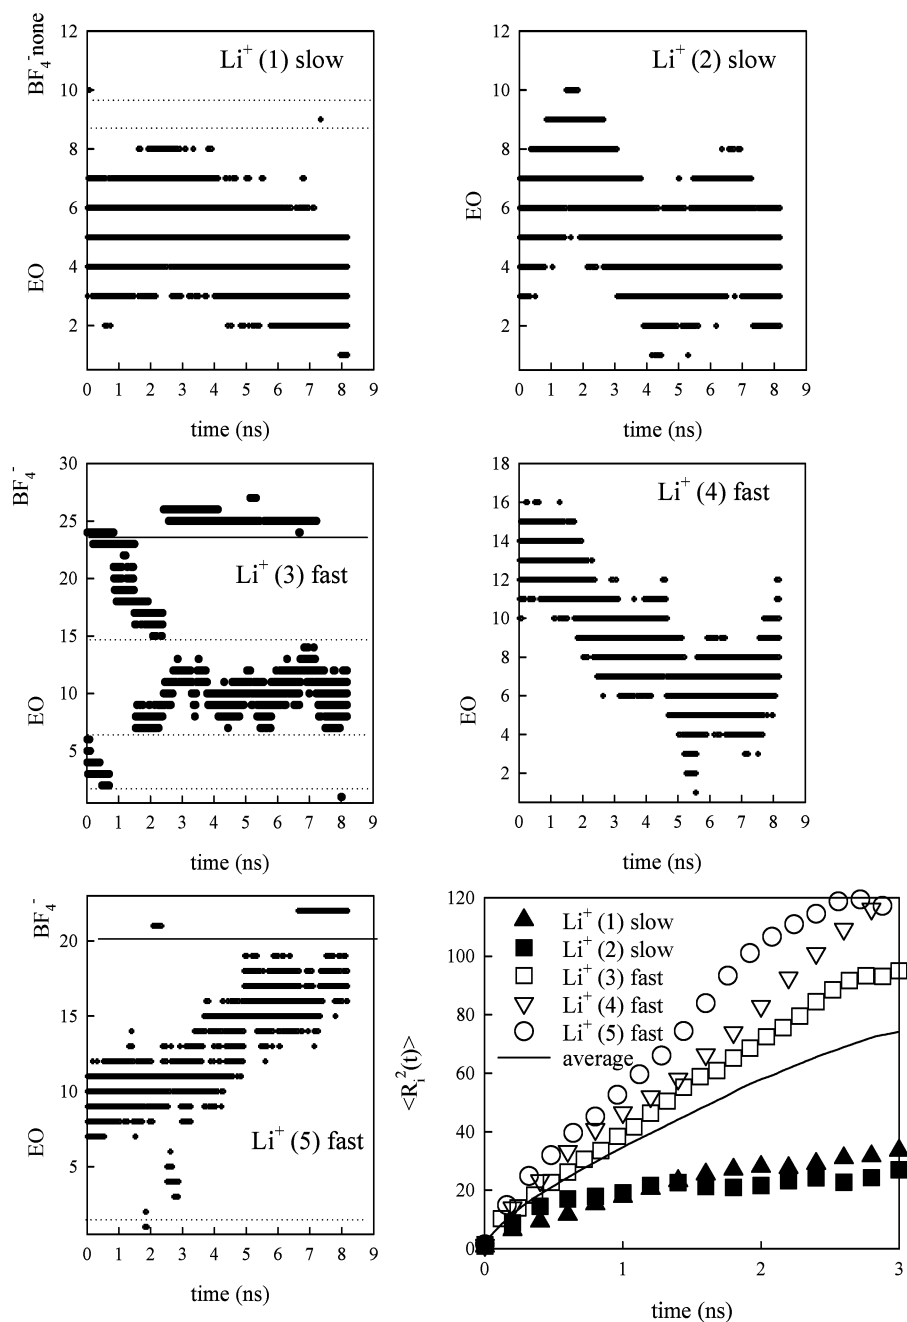 Li⁺ (1) slow
BF₄⁻ none
EO
12
10
8
6
4
2
0 1 2 3 4 5 6 7 8 9
time (ns)
Li⁺ (2) slow
EO
12
10
8
6
4
2
0 1 2 3 4 5 6 7 8 9
time (ns)
Li⁺ (3) fast
BF₄⁻
EO
30
25
20
15
10
5
0 1 2 3 4 5 6 7 8 9
time (ns)
Li⁺ (4) fast
EO
18
16
14
12
10
8
6
4
2
0 1 2 3 4 5 6 7 8 9
time (ns)
Li⁺ (5) fast
BF₄⁻
EO
20
15
10
5
0 1 2 3 4 5 6 7 8 9
time (ns)
Li⁺ (1) slow
Li⁺ (2) slow
Li⁺ (3) fast
Li⁺ (4) fast
Li⁺ (5) fast
average
<Rᵢ²(t)>
120
100
80
60
40
20
0
0 1 2 3
time (ns)